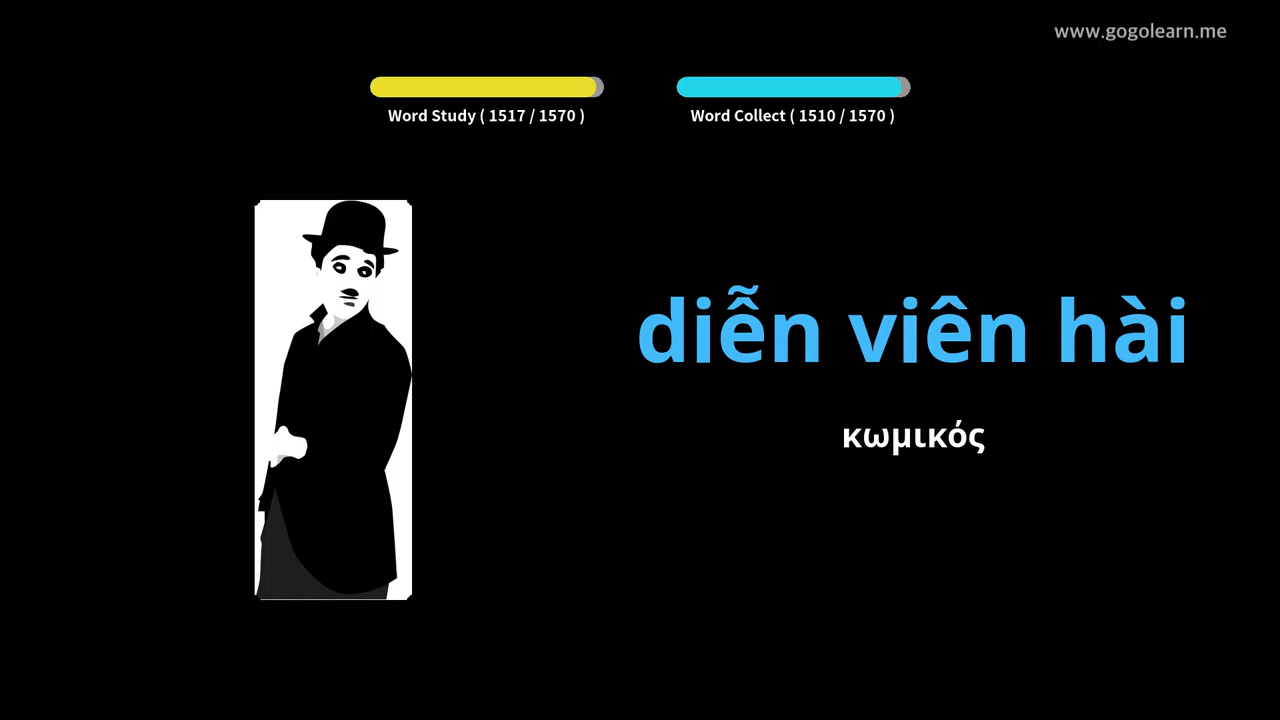 www.gogolearn.me
Word Study ( 1517 / 1570 )
Word Collect ( 1510 / 1570 )
diễn viên hài
κωμικός